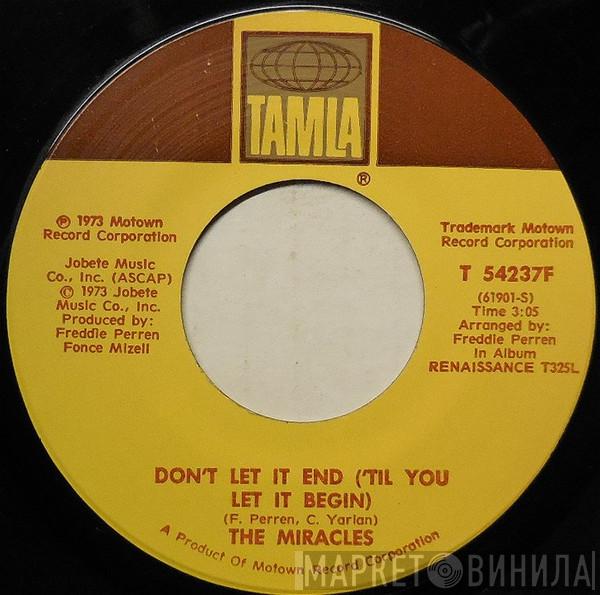 TAMLA
®
℗ 1973 Motown
Record Corporation
Jobete Music
Co., Inc. (ASCAP)
© 1973 Jobete
Music Co., Inc.
Produced by:
Freddie Perren
Fonce Mizell
Trademark Motown
Record Corporation
T 54237F
(61901-S)
Time 3:05
Arranged by:
Freddie Perren
In Album
RENAISSANCE T325L
DON'T LET IT END ('TIL YOU
LET IT BEGIN)
(F. Perren, C. Yarian)
THE MIRACLES
A Product Of Motown Record Corporation
МАРКЕТ ВИНИЛА